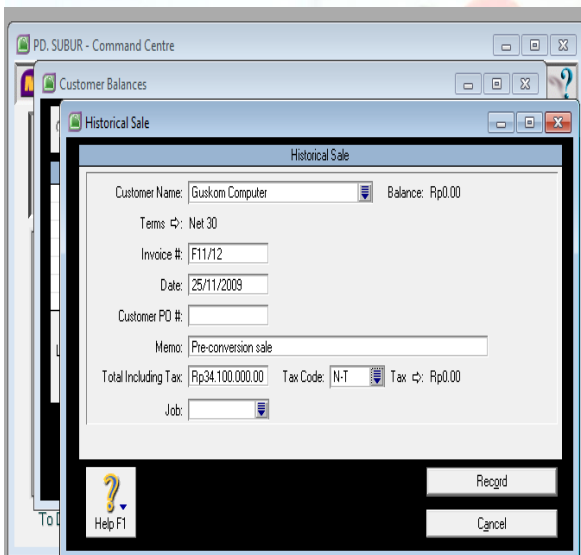 PD. SUBUR - Command Centre
Customer Balances
Historical Sale
Historical Sale
Customer Name: Guskom Computer Balance: Rp0.00
Terms ⇨: Net 30
Invoice #: F11/12
Date: 25/11/2009
Customer PO #:
Memo: Pre-conversion sale
Total Including Tax: Rp34.100.000.00 Tax Code: N-T Tax ⇨: Rp0.00
Job:
Record
Help F1
Cancel